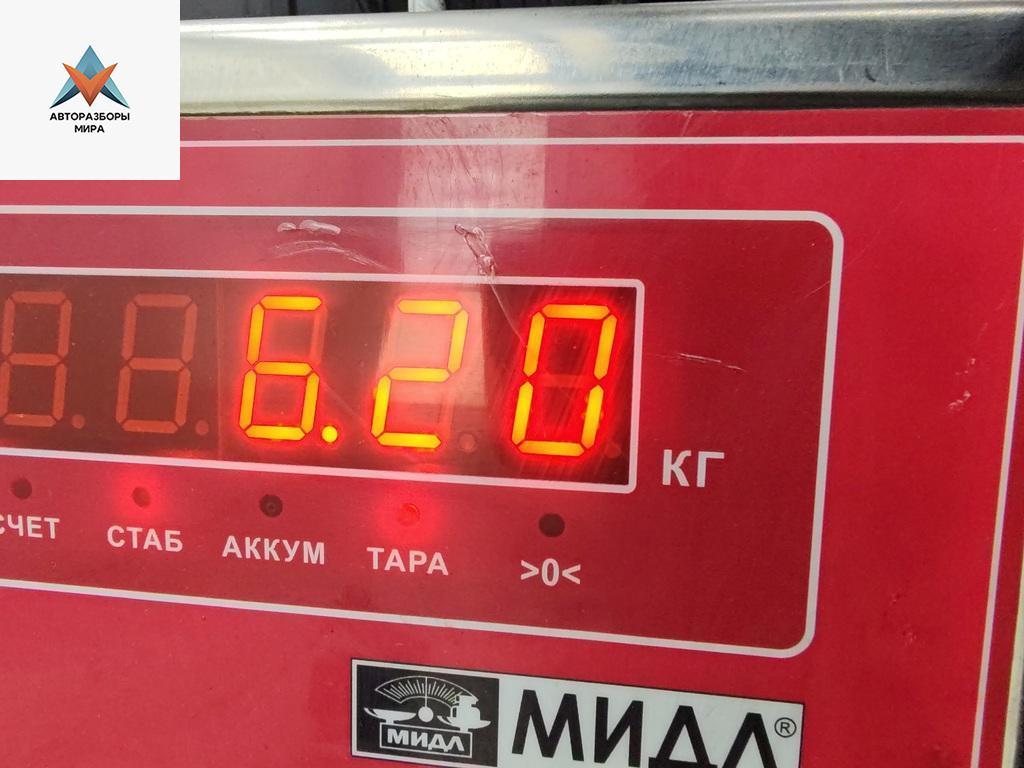 АВТОРАЗБОРЫ
МИРА
6.20
КГ
СЧЕТ СТАБ АККУМ ТАРА >0<
МИДЛ МИДЛ®